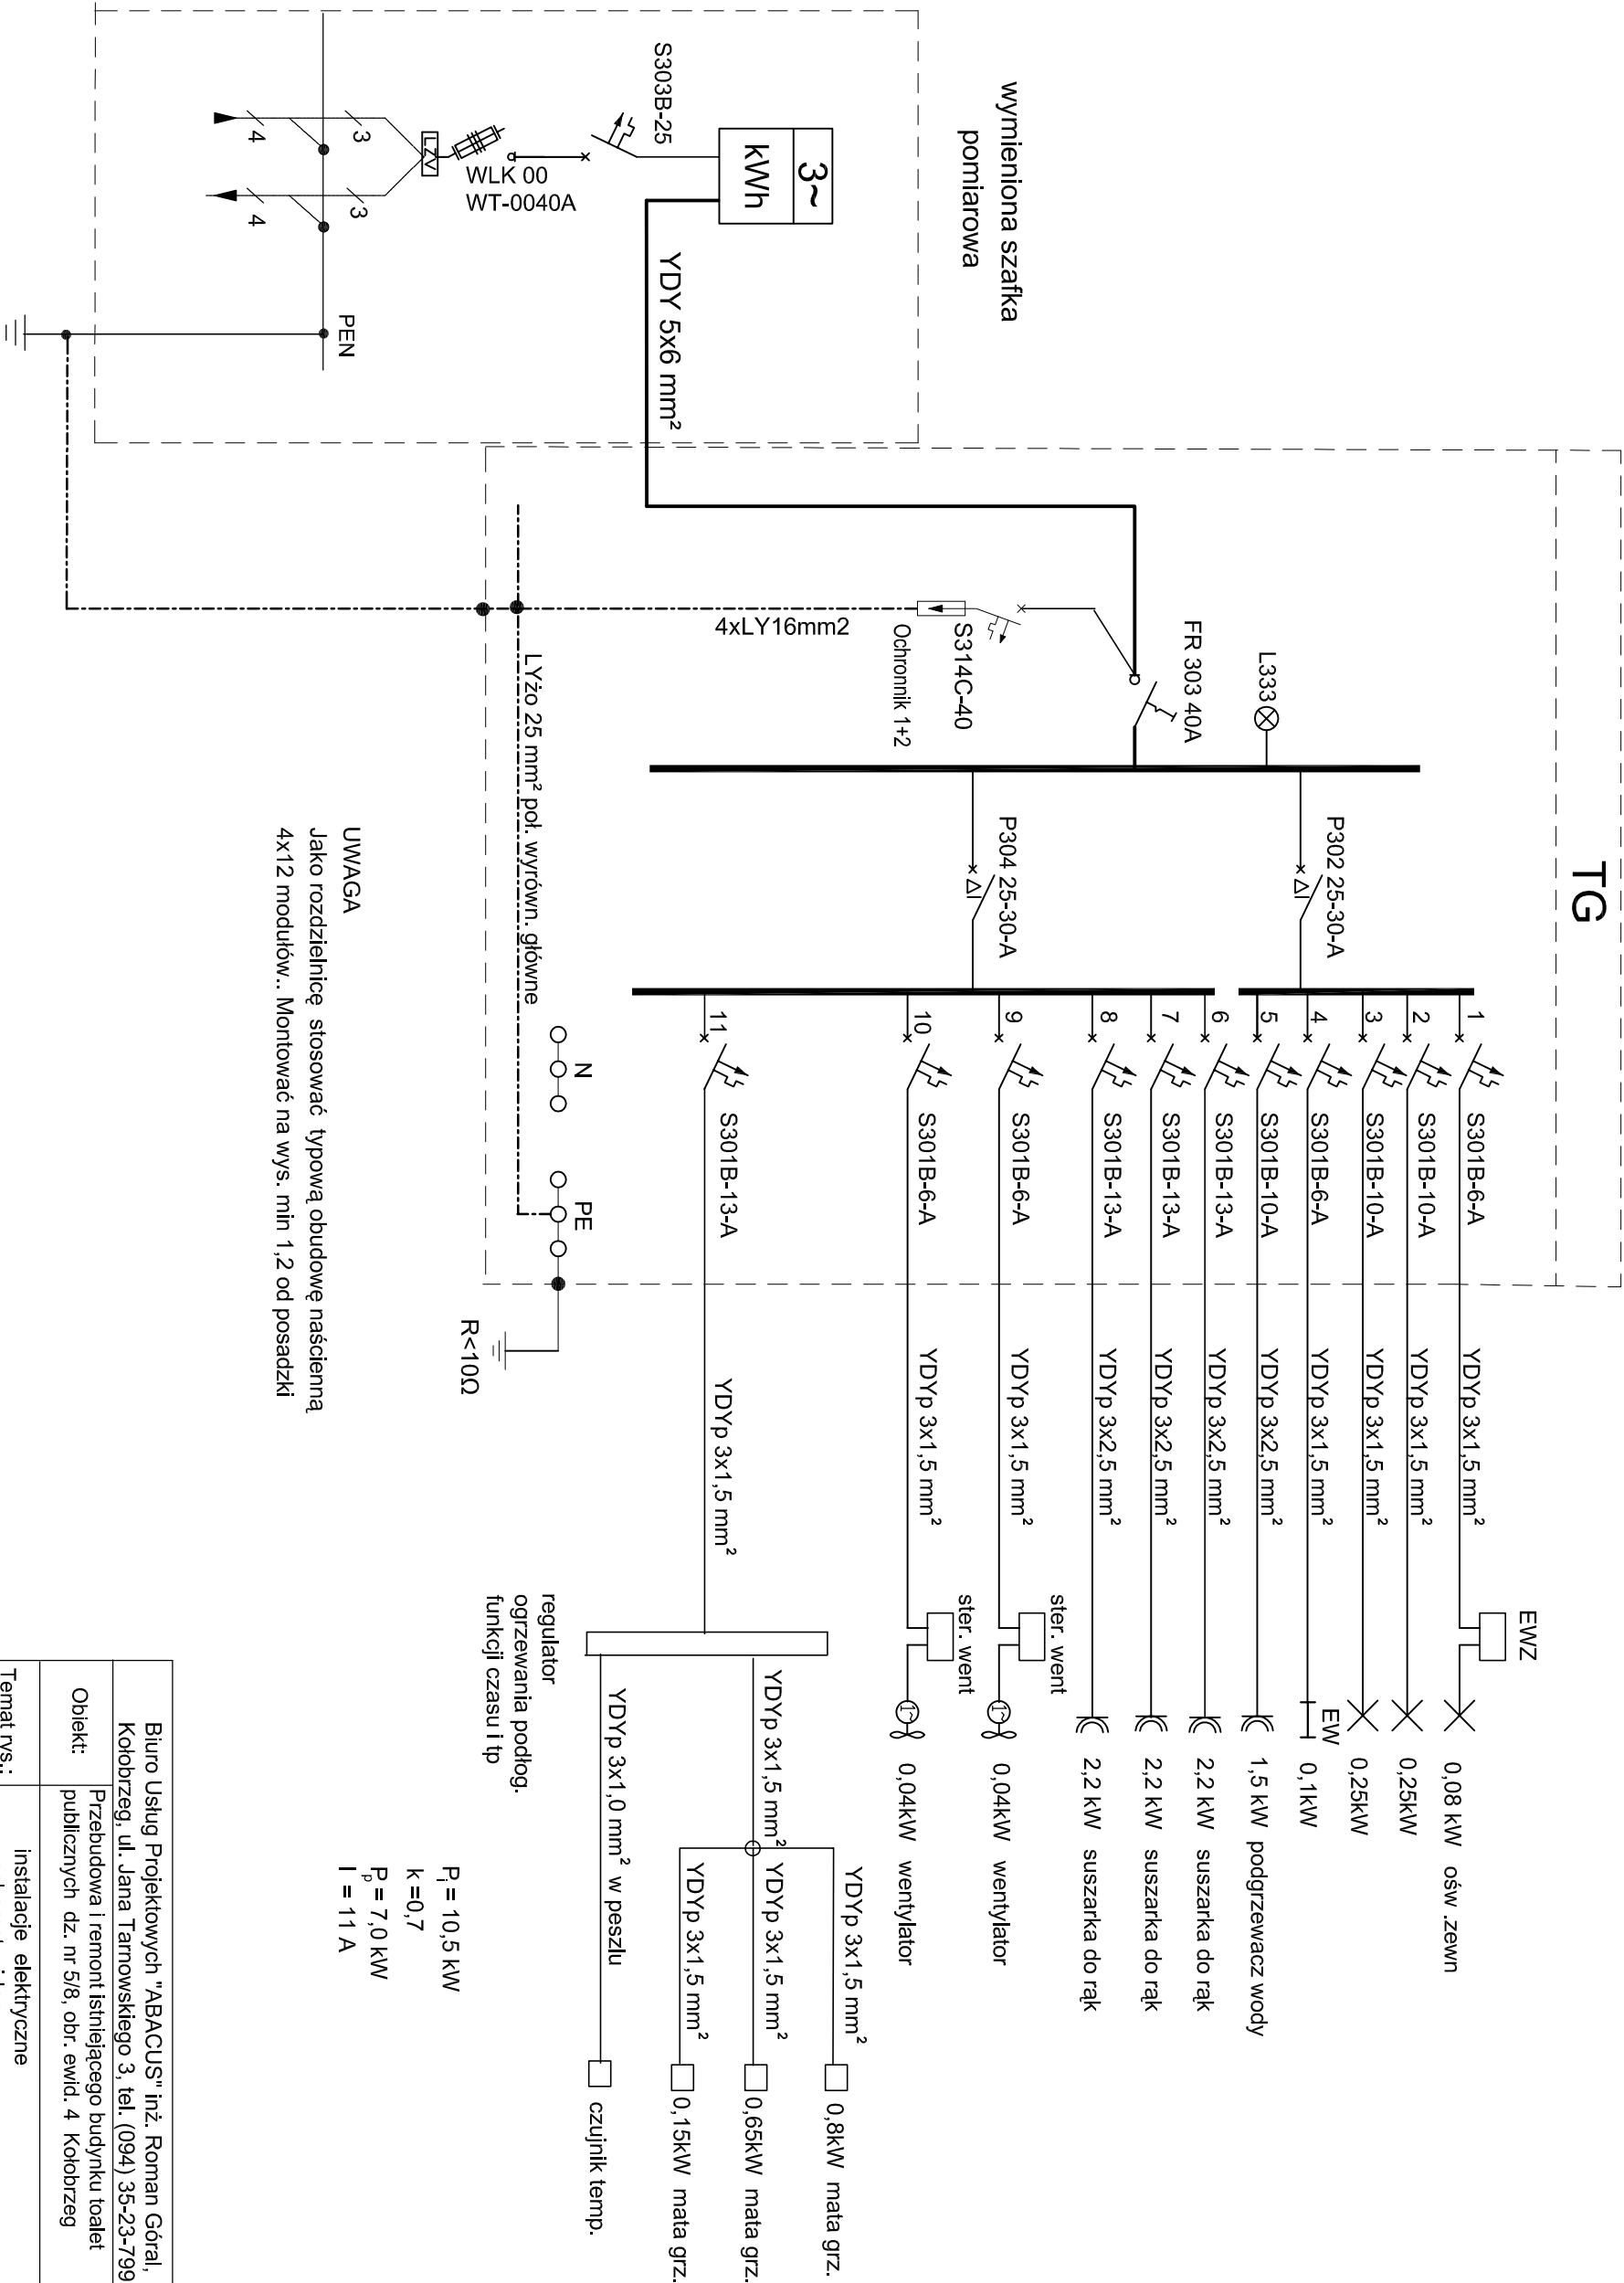 TG
wymieniona szafka
pomiarowa
3~
kWh
S303B-25
WLK 00
WT-0040A
LZV
3
4
3
4
PEN
YDY 5x6 mm²
L333
FR 303 40A
S314C-40
Ochronnik 1+2
4xLY16mm2
LYżo 25 mm² poł. wyrówn. główne
P302 25-30-A
ΔI
P304 25-30-A
ΔI
1 S301B-6-A YDYp 3x1,5 mm² EWZ 0,08 kW ośw .zewn
2 S301B-10-A YDYp 3x1,5 mm² 0,25kW
3 S301B-10-A YDYp 3x1,5 mm² 0,25kW
4 S301B-6-A YDYp 3x1,5 mm² EW 0,1kW
5 S301B-10-A YDYp 3x2,5 mm² 1,5 kW podgrzewacz wody
6 S301B-13-A YDYp 3x2,5 mm² 2,2 kW suszarka do rąk
7 S301B-13-A YDYp 3x2,5 mm² 2,2 kW suszarka do rąk
8 S301B-13-A YDYp 3x2,5 mm² 2,2 kW suszarka do rąk
9 S301B-6-A YDYp 3x1,5 mm² ster. went 1~ 0,04kW wentylator
10 S301B-6-A YDYp 3x1,5 mm² ster. went 1~ 0,04kW wentylator
11 S301B-13-A YDYp 3x1,5 mm²
YDYp 3x1,5 mm²
YDYp 3x1,5 mm² 0,8kW mata grz.
YDYp 3x1,5 mm² 0,65kW mata grz.
YDYp 3x1,5 mm² 0,15kW mata grz.
YDYp 3x1,0 mm² w peszlu czujnik temp.
regulator
ogrzewania podłog.
funkcji czasu i tp
N
PE
R<10Ω
UWAGA
Jako rozdzielnicę stosować typową obudowę naścienną
4x12 modułów.. Montować na wys. min 1,2 od posadzki
Pi = 10,5 kW
k =0,7
Pp = 7,0 kW
I = 11 A
Biuro Usług Projektowych "ABACUS" inż. Roman Góral,
Kołobrzeg, ul. Jana Tarnowskiego 3, tel. (094) 35-23-799
Obiekt: Przebudowa i remont istniejącego budynku toalet
publicznych dz. nr 5/8, obr. ewid. 4 Kołobrzeg
Temat rys.: instalacje elektryczne